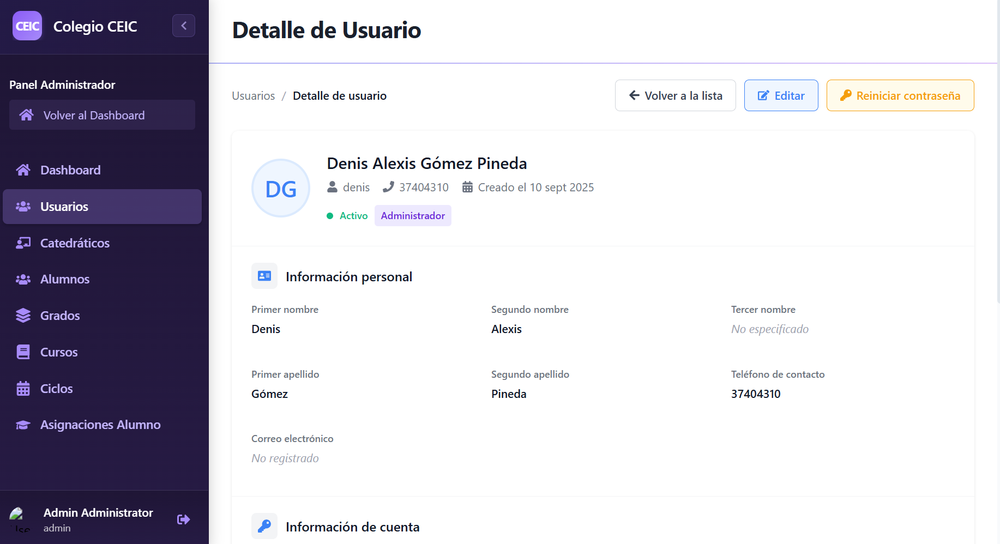 CEIC
Colegio CEIC
Panel Administrador
Volver al Dashboard
Dashboard
Usuarios
Catedráticos
Alumnos
Grados
Cursos
Ciclos
Asignaciones Alumno
Admin Administrator
admin
Detalle de Usuario
Usuarios / Detalle de usuario
Volver a la lista
Editar
Reiniciar contraseña
DG
Denis Alexis Gómez Pineda
denis 37404310 Creado el 10 sept 2025
Activo Administrador
Información personal
Primer nombre Segundo nombre Tercer nombre
Denis Alexis No especificado
Primer apellido Segundo apellido Teléfono de contacto
Gómez Pineda 37404310
Correo electrónico
No registrado
Información de cuenta